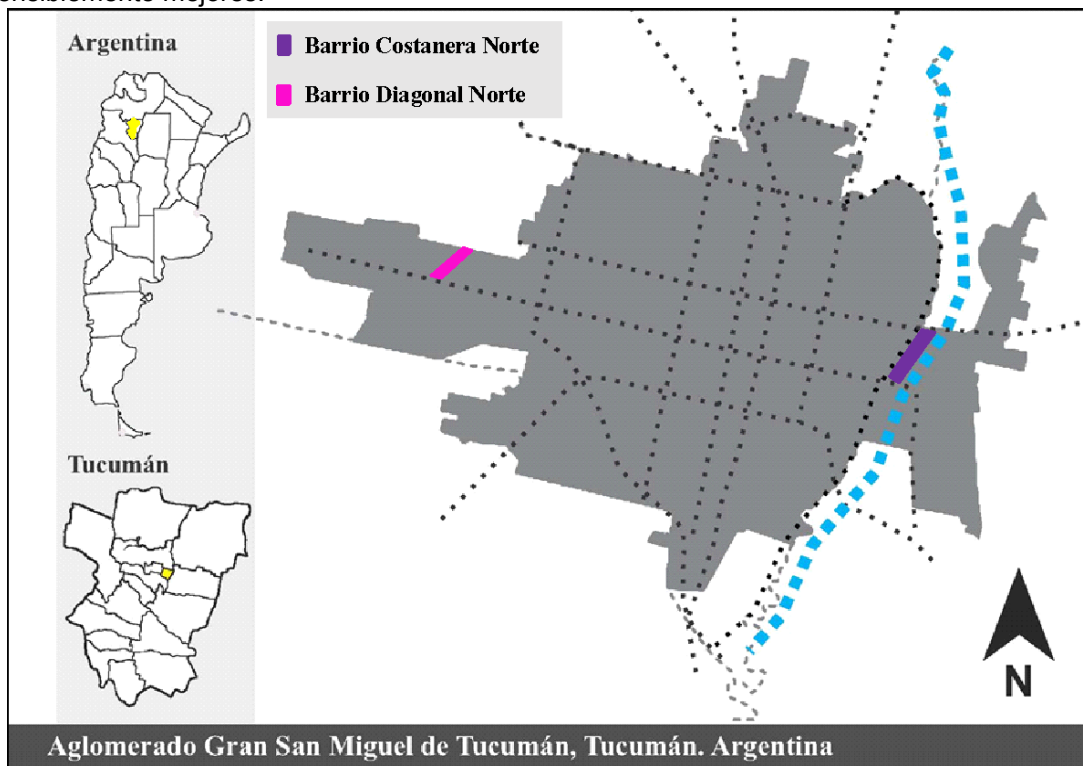 Argentina
Barrio Costanera Norte
Barrio Diagonal Norte
Tucumán
N
Aglomerado Gran San Miguel de Tucumán, Tucumán. Argentina